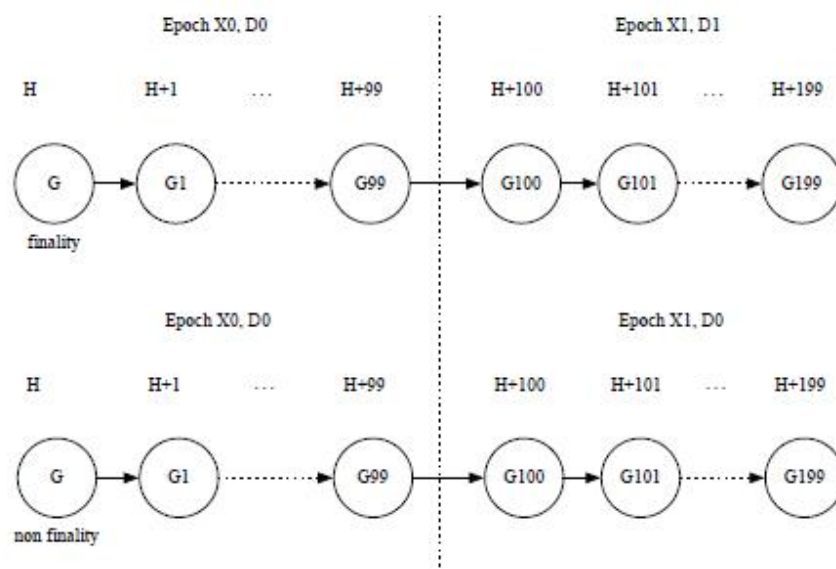 Epoch X0, D0 Epoch X1, D1
H H+1 ... H+99 H+100 H+101 ... H+199
G G1 G99 G100 G101 G199
finality
Epoch X0, D0 Epoch X1, D0
H H+1 ... H+99 H+100 H+101 ... H+199
G G1 G99 G100 G101 G199
non finality